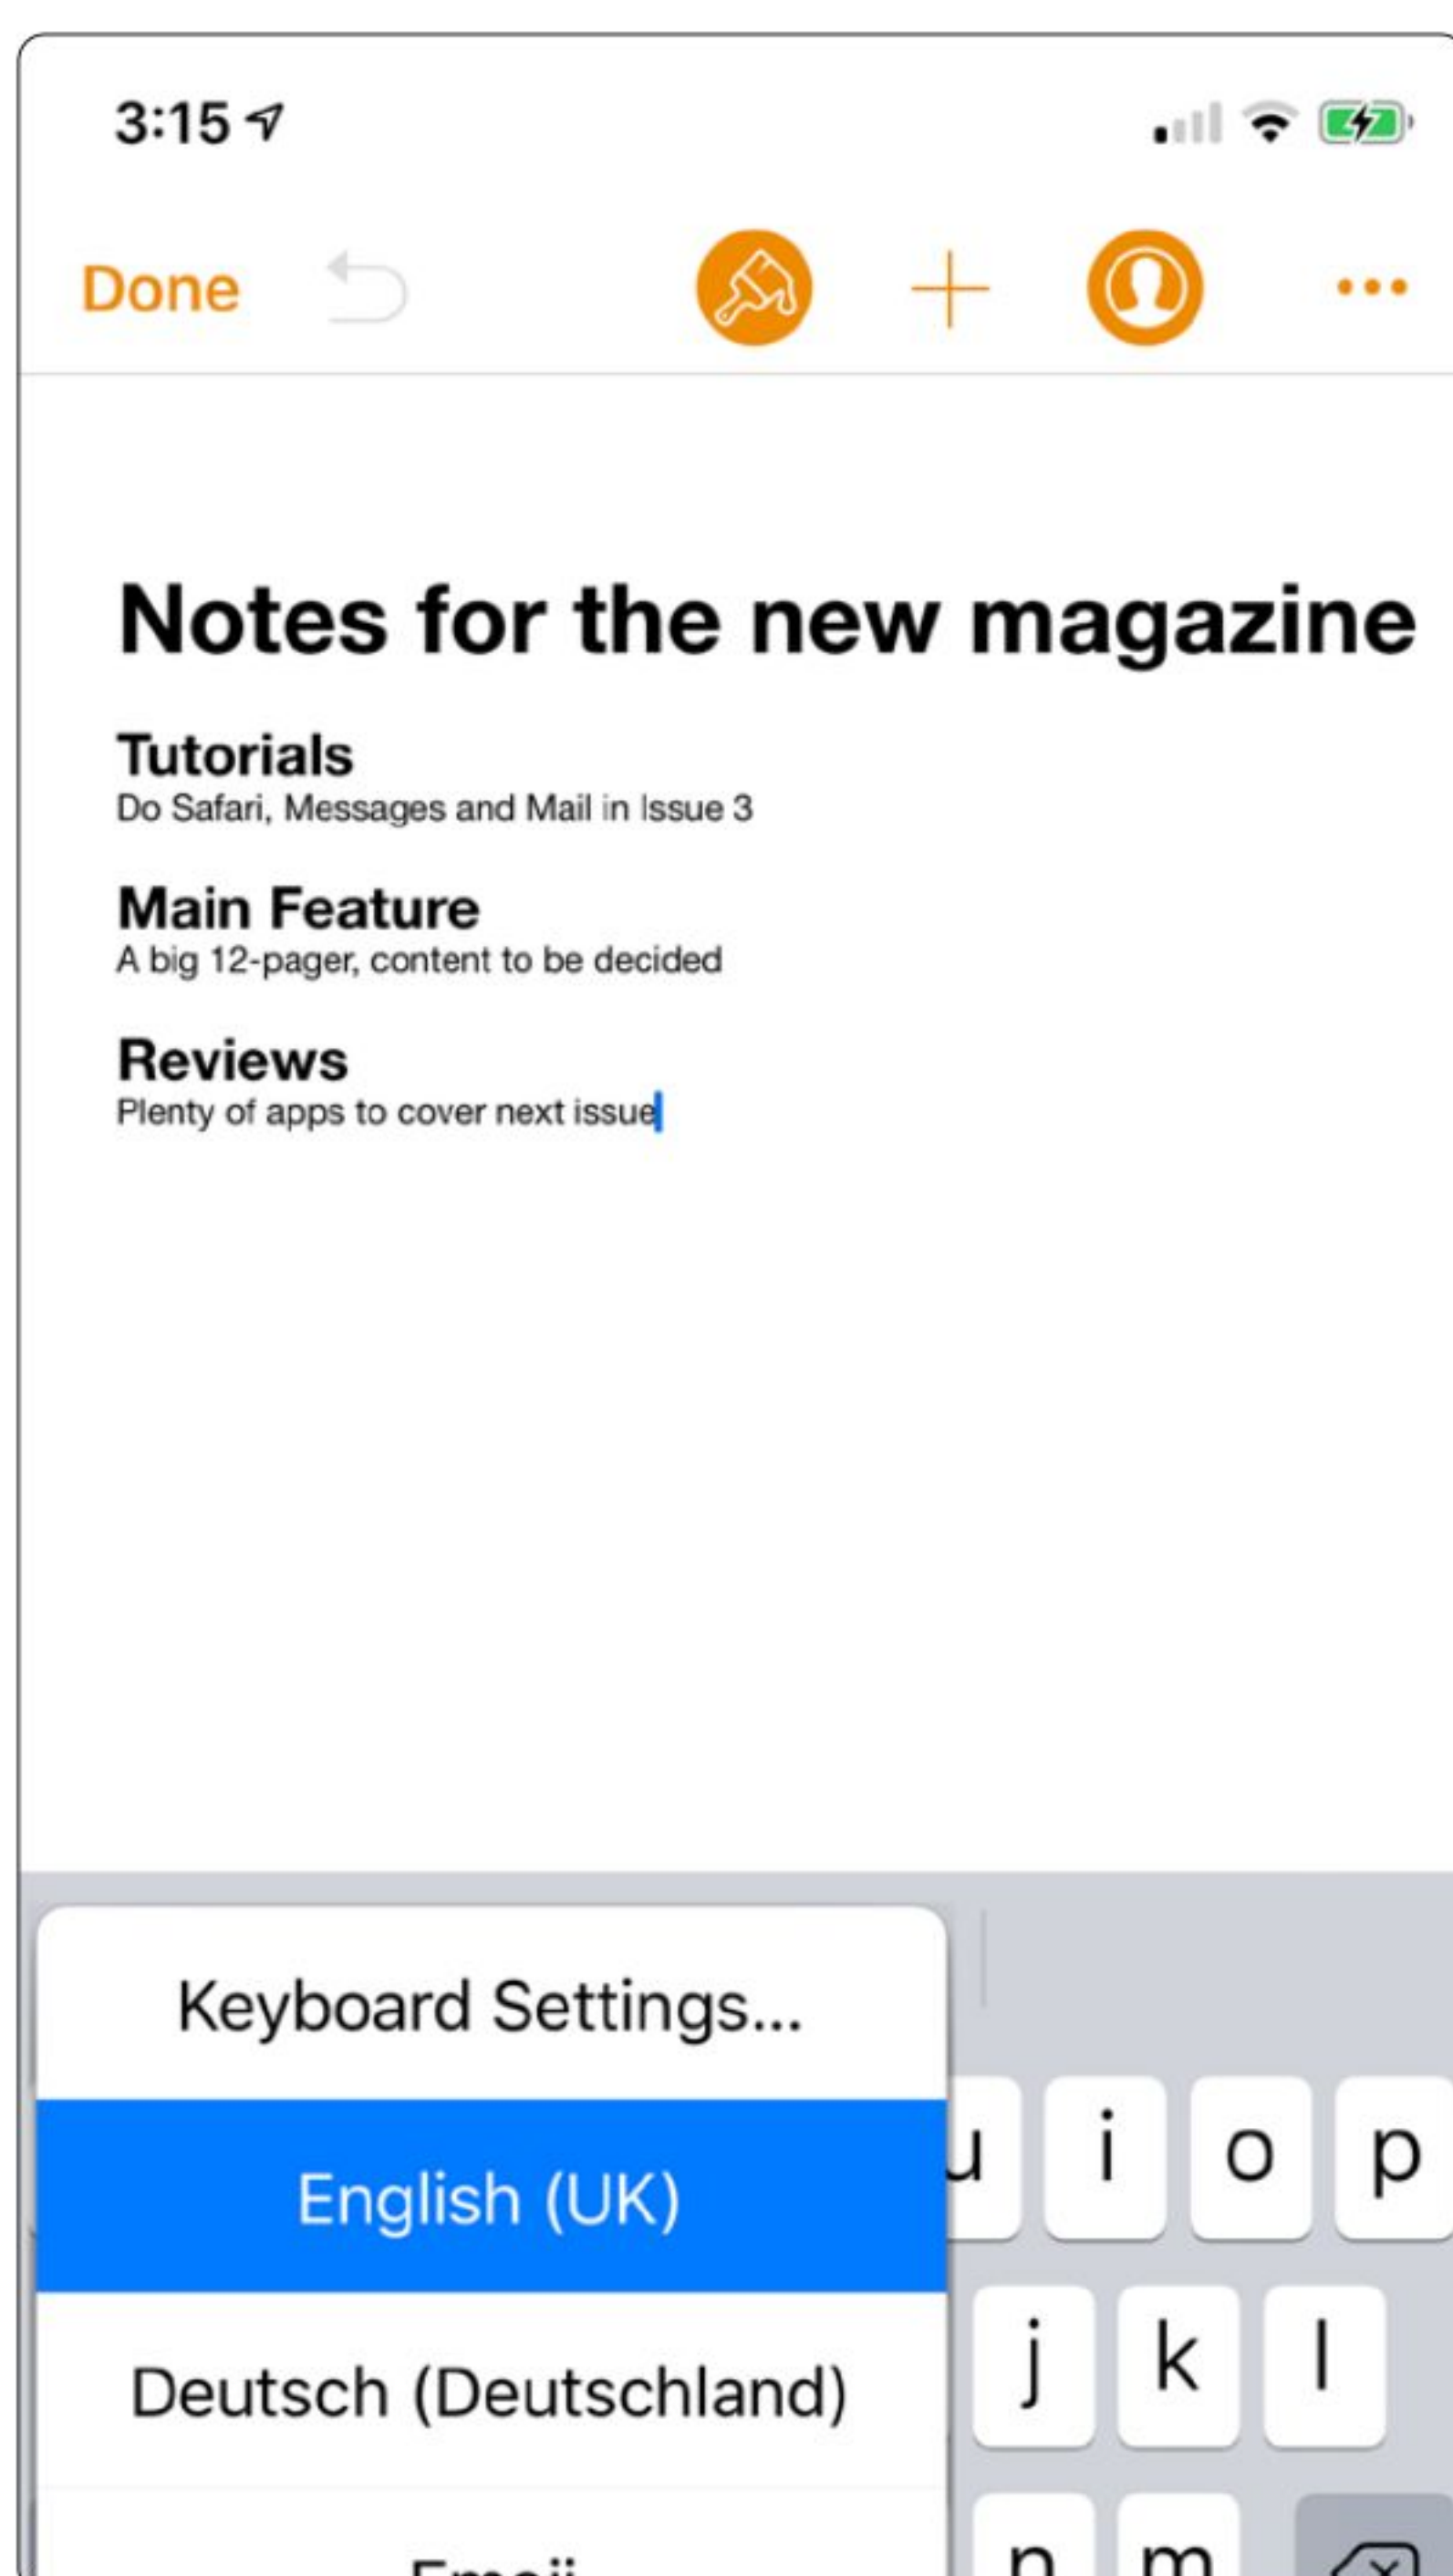 3:15
Done
Notes for the new magazine
Tutorials
Do Safari, Messages and Mail in Issue 3
Main Feature
A big 12-pager, content to be decided
Reviews
Plenty of apps to cover next issue
Keyboard Settings...
English (UK)
u i o p
Deutsch (Deutschland)
j k l
Emoji
n m